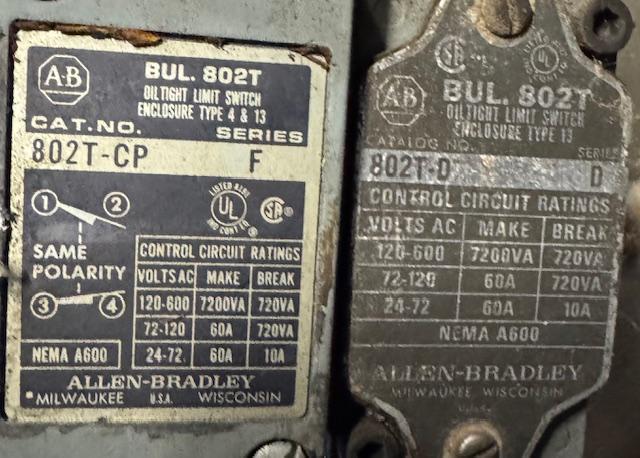 A-B
BUL. 802T
OILTIGHT LIMIT SWITCH
ENCLOSURE TYPE 4 & 13
CAT. NO. SERIES
802T-CP F
1 2
LISTED
UL
SA ®
SAME
POLARITY
3 4
CONTROL CIRCUIT RATINGS
VOLTS AC MAKE BREAK
120-600 7200VA 720VA
72-120 60A 720VA
NEMA A600 24-72 60A 10A
ALLEN-BRADLEY
MILWAUKEE U.S.A. WISCONSIN
SA UL
A-B
BUL. 802T
OILTIGHT LIMIT SWITCH
ENCLOSURE TYPE 13
CATALOG NO. SERIES
802T-D D
CONTROL CIRCUIT RATINGS
VOLTS AC MAKE BREAK
120-600 7200VA 720VA
72-120 60A 720VA
24-72 60A 10A
NEMA A600
ALLEN-BRADLEY
MILWAUKEE WISCONSIN